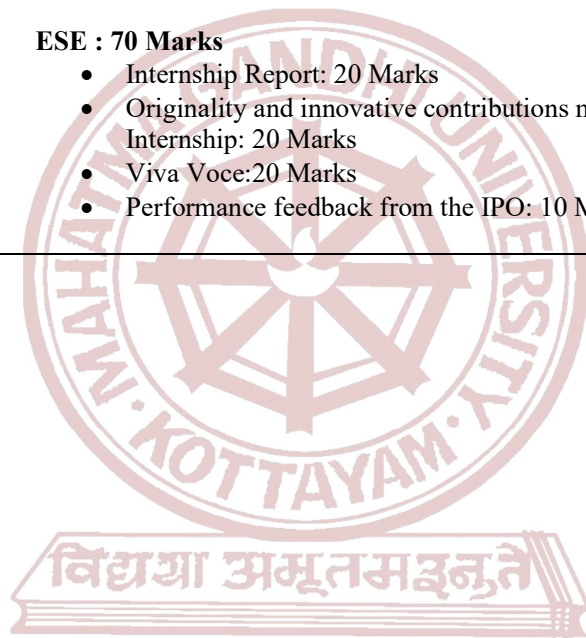 ESE : 70 Marks
• Internship Report: 20 Marks
• Originality and innovative contributions
Internship: 20 Marks
• Viva Voce:20 Marks
• Performance feedback from the IPO: 10
MAHATMA GANDHI UNIVERSITY
• KOTTAYAM •
विद्यया अमृतमश्नुते